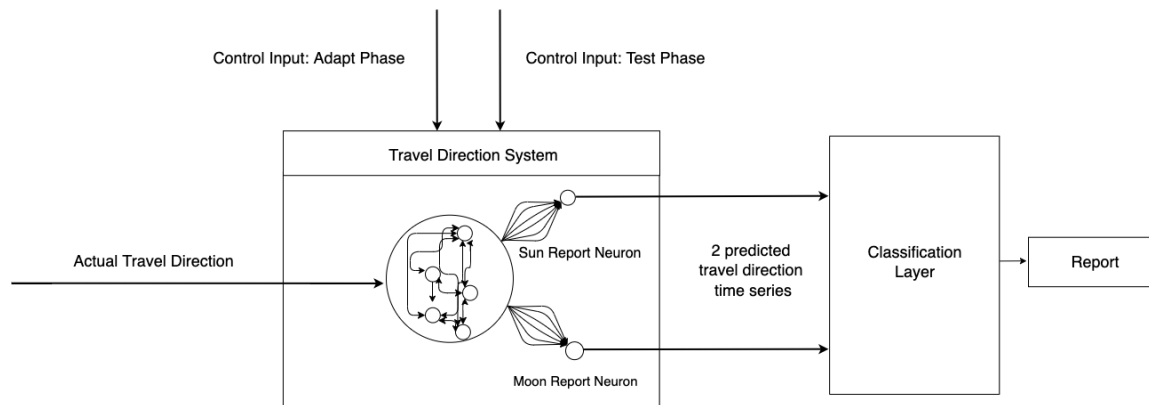 Control Input: Adapt Phase
Control Input: Test Phase
Travel Direction System
Actual Travel Direction
Sun Report Neuron
Moon Report Neuron
2 predicted
travel direction
time series
Classification
Layer
Report